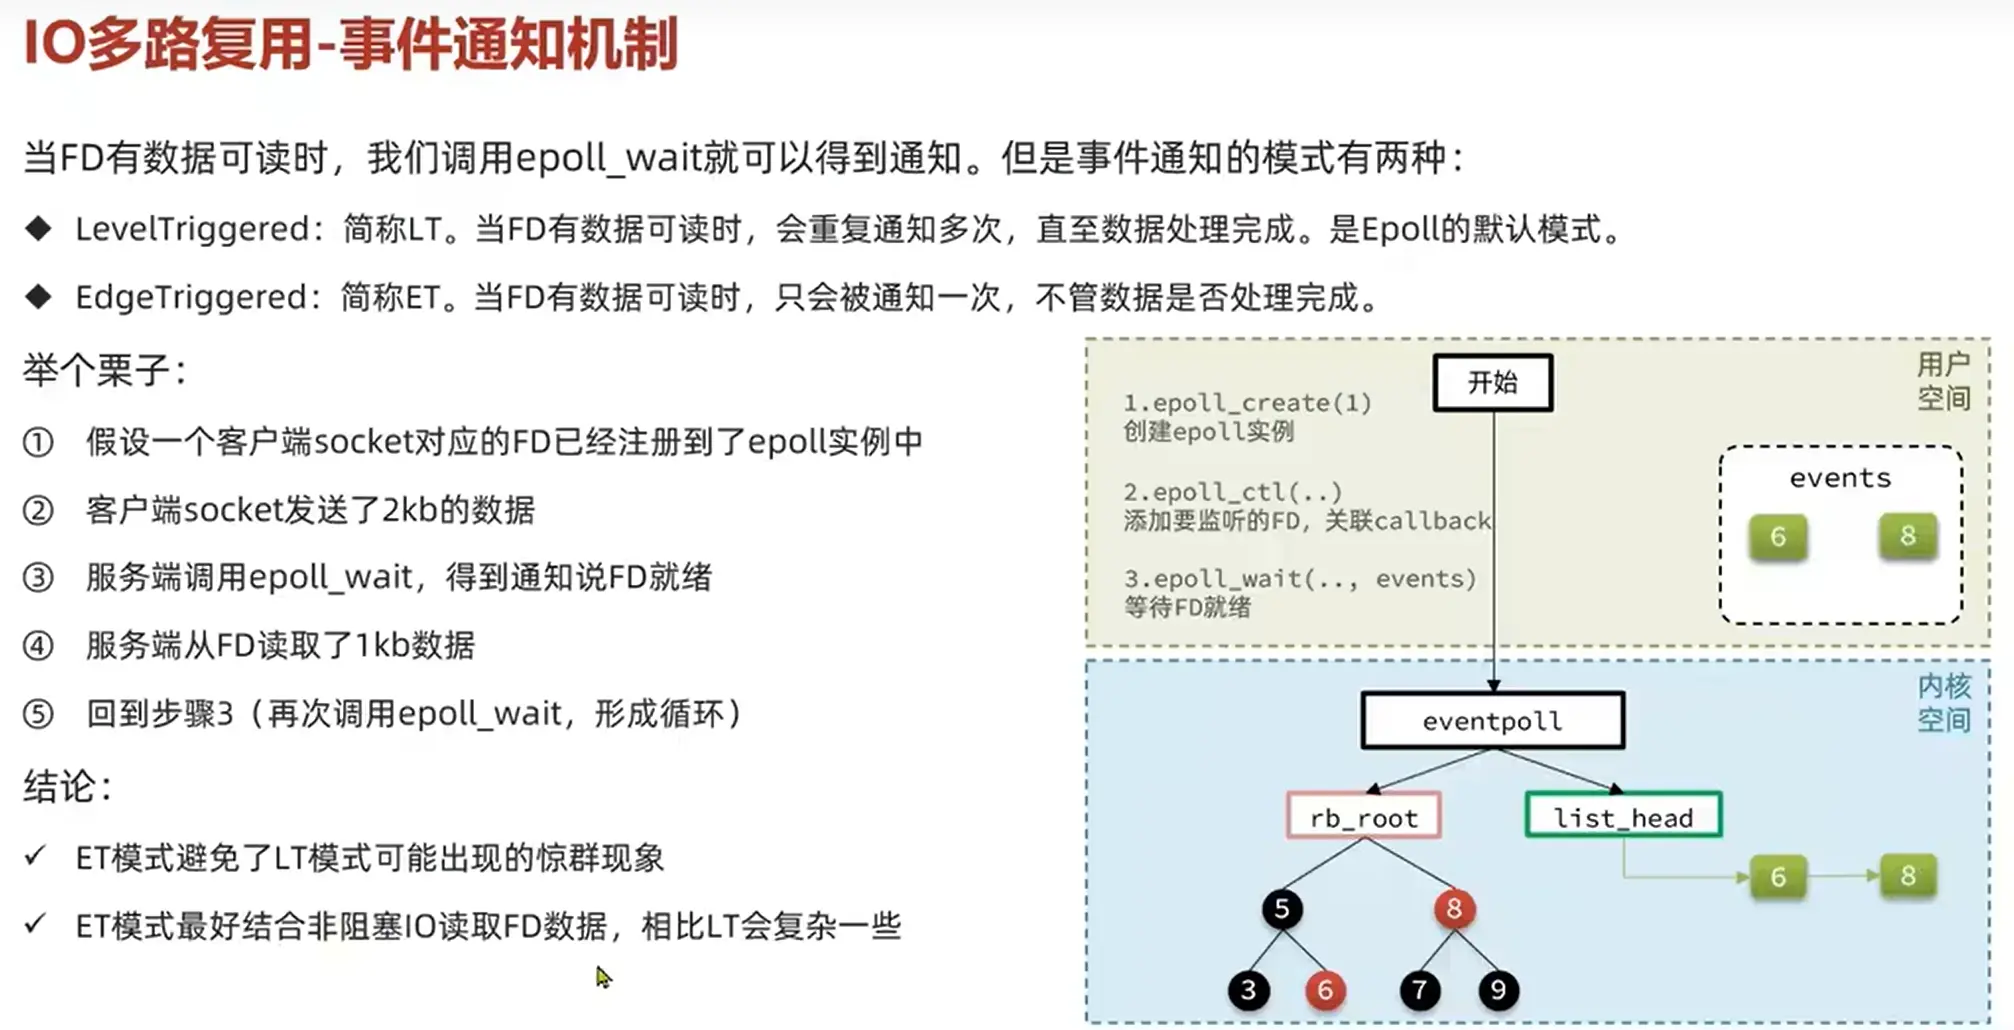 IO多路复用-事件通知机制
当FD有数据可读时，我们调用epoll_wait就可以得到通知。但是事件通知的模式有两种：
◆ LevelTriggered：简称LT。当FD有数据可读时，会重复通知多次，直至数据处理完成。是Epoll的默认模式。
◆ EdgeTriggered：简称ET。当FD有数据可读时，只会被通知一次，不管数据是否处理完成。
举个栗子：
① 假设一个客户端socket对应的FD已经注册到了epoll实例中
② 客户端socket发送了2kb的数据
③ 服务端调用epoll_wait，得到通知说FD就绪
④ 服务端从FD读取了1kb数据
⑤ 回到步骤3（再次调用epoll_wait，形成循环）
结论：
✓ ET模式避免了LT模式可能出现的惊群现象
✓ ET模式最好结合非阻塞IO读取FD数据，相比LT会复杂一些
用户
空间
开始
1.epoll_create(1)
创建epoll实例
2.epoll_ctl(..)
添加要监听的FD，关联callback
3.epoll_wait(.., events)
等待FD就绪
events
6 8
内核
空间
eventpoll
rb_root list_head
6 8
5 8
3 6 7 9